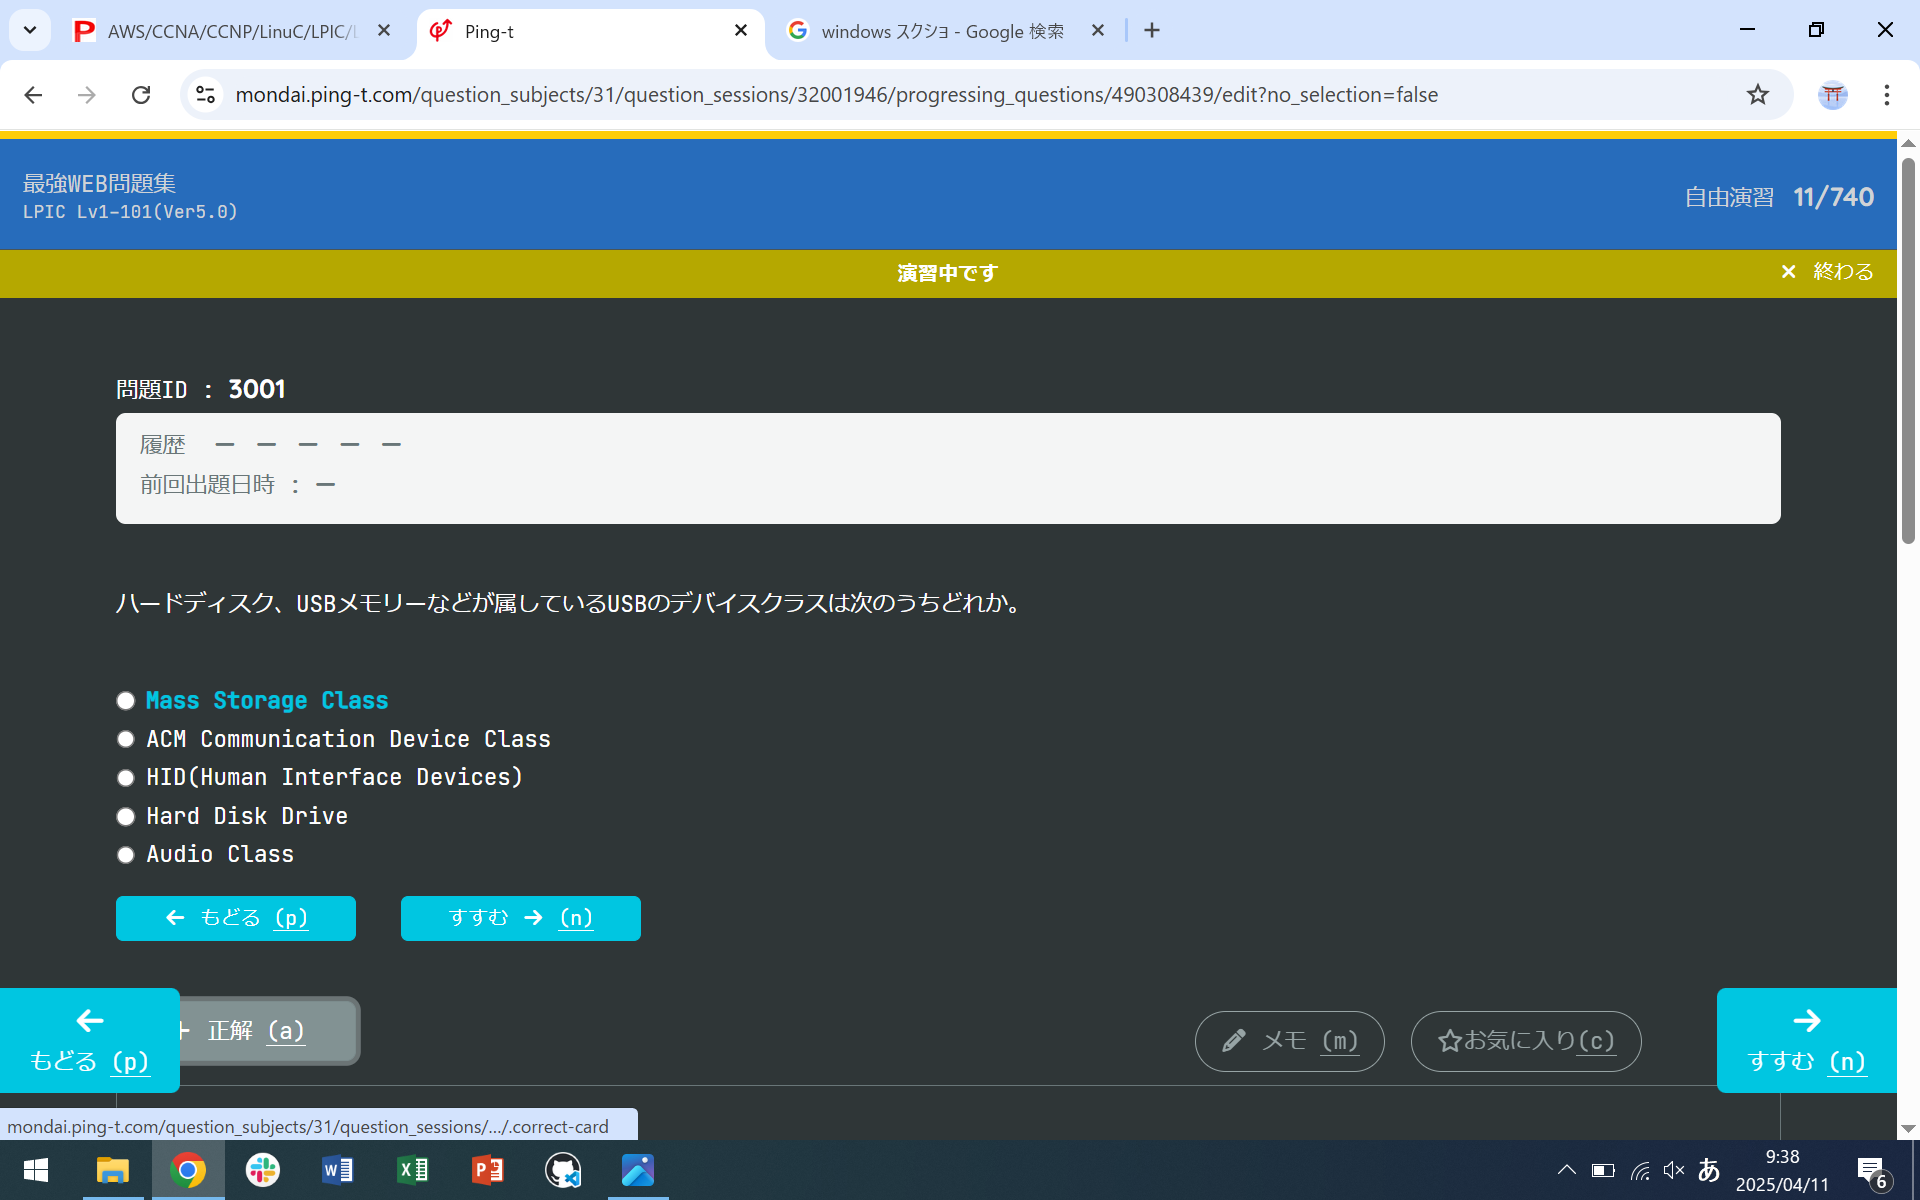 AWS/CCNA/CCNP/LinuC/LPIC/
Ping-t
windows スクショ - Google 検索
mondai.ping-t.com/question_subjects/31/question_sessions/32001946/progressing_questions/490308439/edit?no_selection=false
最強WEB問題集
LPIC Lv1-101(Ver5.0)
自由演習 11/740
演習中です
× 終わる
問題ID : 3001
履歴 ー ー ー ー ー
前回出題日時 : ー
ハードディスク、USBメモリーなどが属しているUSBのデバイスクラスは次のうちどれか。
Mass Storage Class
ACM Communication Device Class
HID(Human Interface Devices)
Hard Disk Drive
Audio Class
← もどる (p)
すすむ → (n)
← もどる (p)
+ 正解 (a)
メモ (m)
☆お気に入り(c)
→ すすむ (n)
mondai.ping-t.com/question_subjects/31/question_sessions/.../.correct-card
あ
9:38
2025/04/11
6